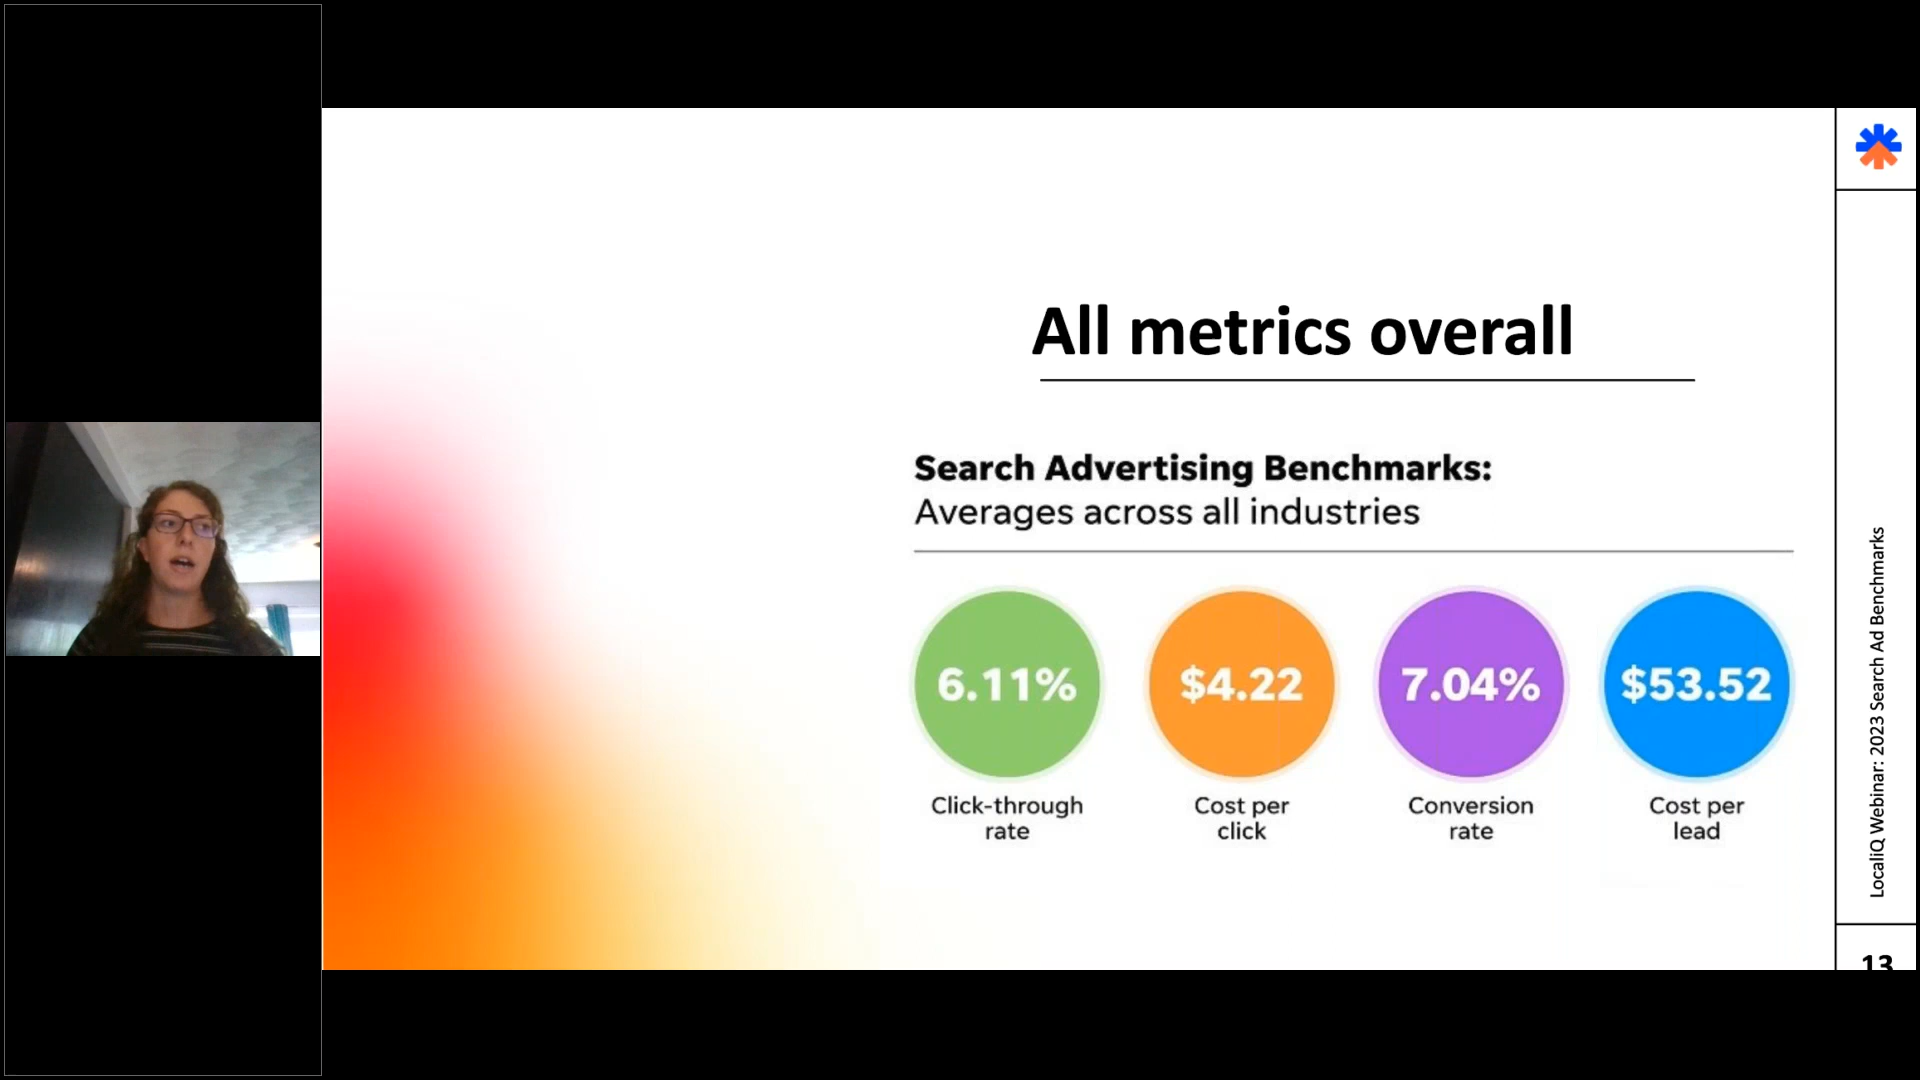 All metrics overall
Search Advertising Benchmarks:
Averages across all industries
6.11%
$4.22
7.04%
$53.52
Click-through
rate
Cost per
click
Conversion
rate
Cost per
lead
LocaliQ Webinar: 2023 Search Ad Benchmarks
13